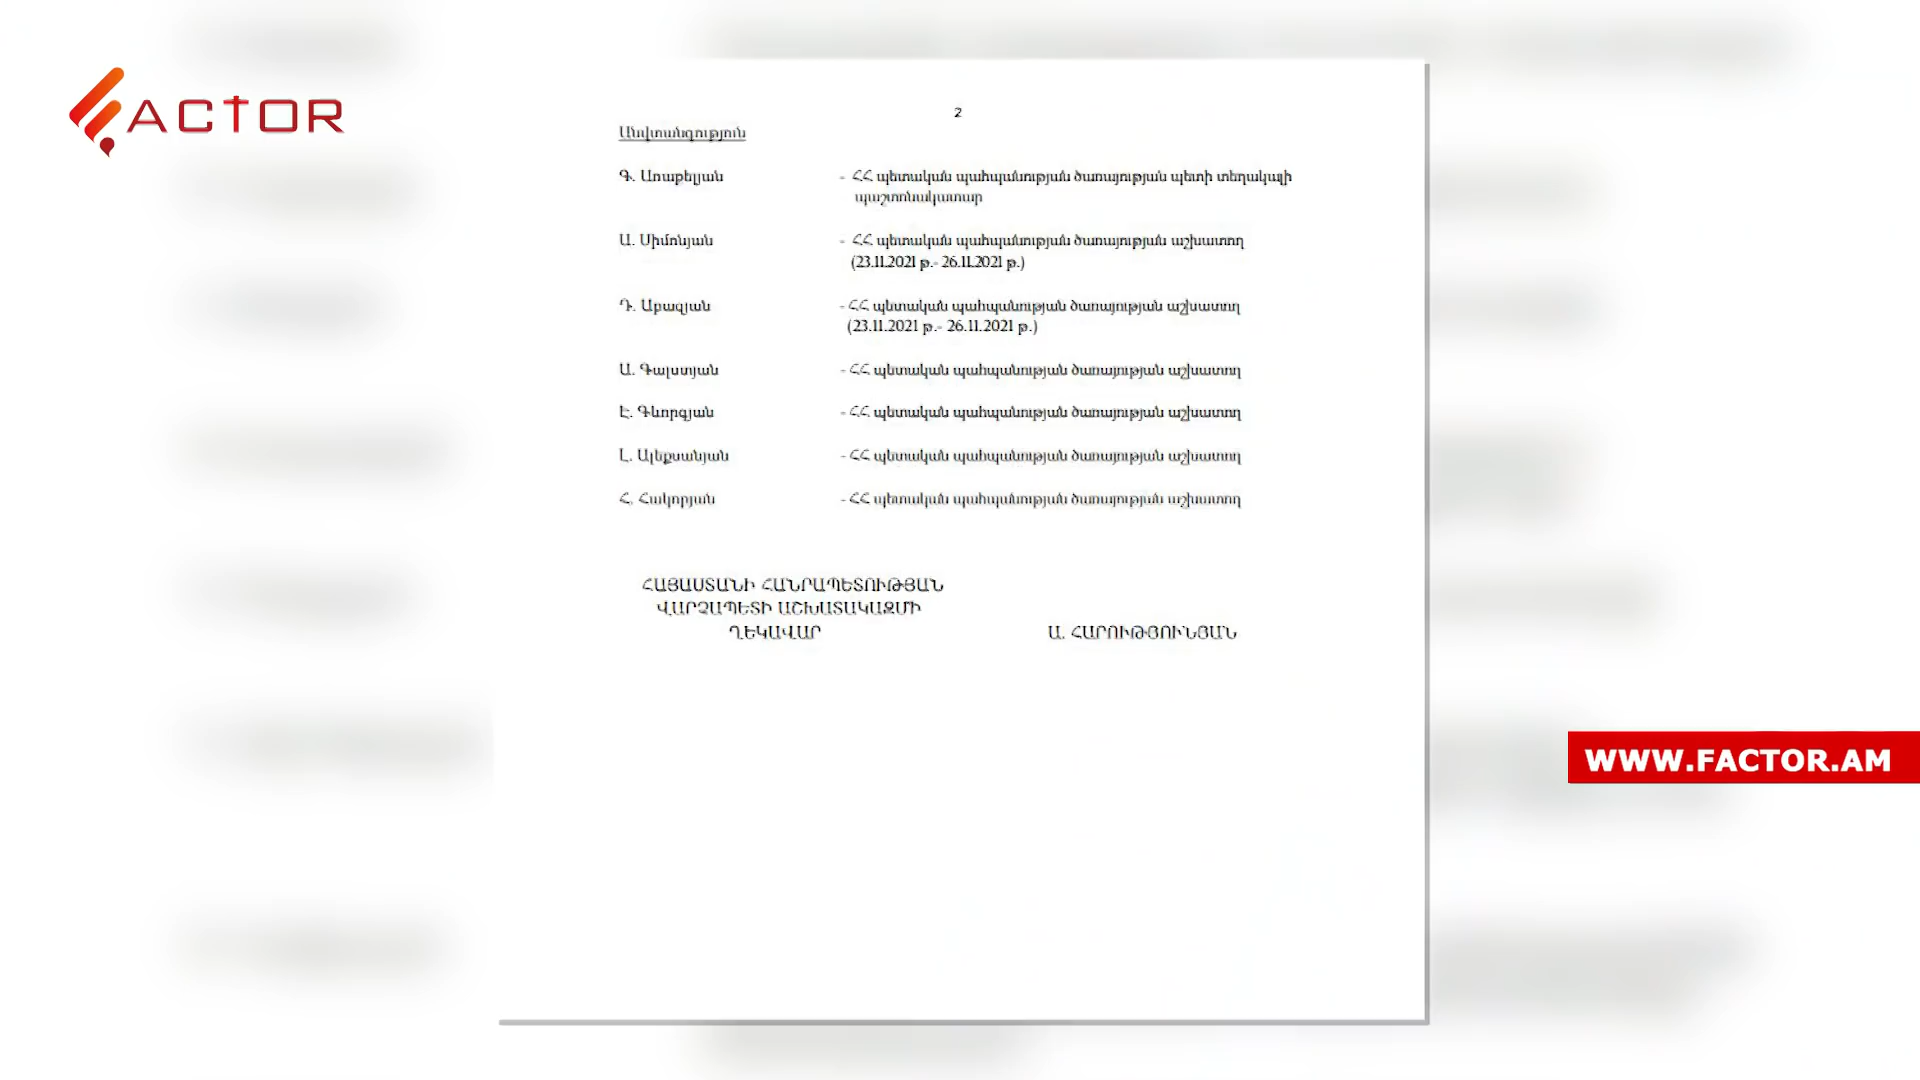 ACTOR
2
Անվտանգություն
Գ. Առաքելյան - ՀՀ պետական պահպանության ծառայության պետի տեղակալի
պաշտոնակատար
Ա. Սիմոնյան - ՀՀ պետական պահպանության ծառայության աշխատող
(23.11.2021 թ.- 26.11.2021 թ.)
Դ. Աբազյան - ՀՀ պետական պահպանության ծառայության աշխատող
(23.11.2021 թ.- 26.11.2021 թ.)
Ա. Գալստյան - ՀՀ պետական պահպանության ծառայության աշխատող
Է. Գևորգյան - ՀՀ պետական պահպանության ծառայության աշխատող
Լ. Ալեքսանյան - ՀՀ պետական պահպանության ծառայության աշխատող
Հ. Հակոբյան - ՀՀ պետական պահպանության ծառայության աշխատող
ՀԱՅԱՍՏԱՆԻ ՀԱՆՐԱՊԵՏՈՒԹՅԱՆ
ՎԱՐՉԱՊԵՏԻ ԱՇԽԱՏԱԿԱԶՄԻ
ՂԵԿԱՎԱՐ Ա. ՀԱՐՈՒԹՅՈՒՆՅԱՆ
WWW.FACTOR.AM